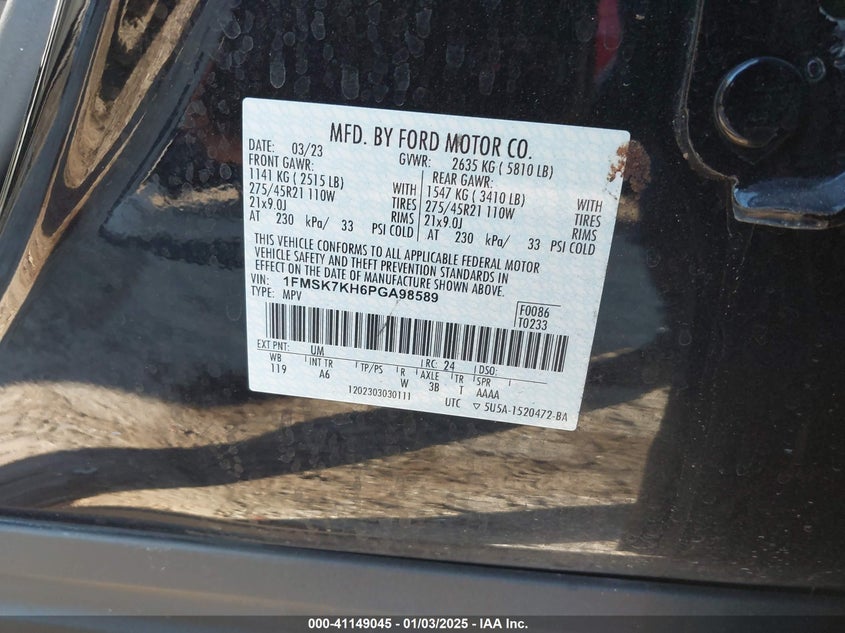 MFD. BY FORD MOTOR CO.
DATE: 03/23 GVWR: 2635 KG ( 5810 LB)
FRONT GAWR: REAR GAWR:
1141 KG ( 2515 LB) WITH 1547 KG ( 3410 LB) WITH
275/45R21 110W TIRES 275/45R21 110W TIRES
21x9.0J RIMS 21x9.0J RIMS
AT 230 kPa/ 33 PSI COLD AT 230 kPa/ 33 PSI COLD
THIS VEHICLE CONFORMS TO ALL APPLICABLE FEDERAL MOTOR
VEHICLE SAFETY AND THEFT PREVENTION STANDARDS IN
EFFECT ON THE DATE OF MANUFACTURE SHOWN ABOVE.
VIN: 1FMSK7KH6PGA98589
TYPE: MPV
F0086
T0233
EXT PNT: UM RC: 24 DSO:
WB INT TR TP/PS R AXLE TR SPR
119 A6 W 3B T AAAA
1202303030111 UTC ▽ 5U5A-1520472-BA
000-41149045 - 01/03/2025 - IAA Inc.